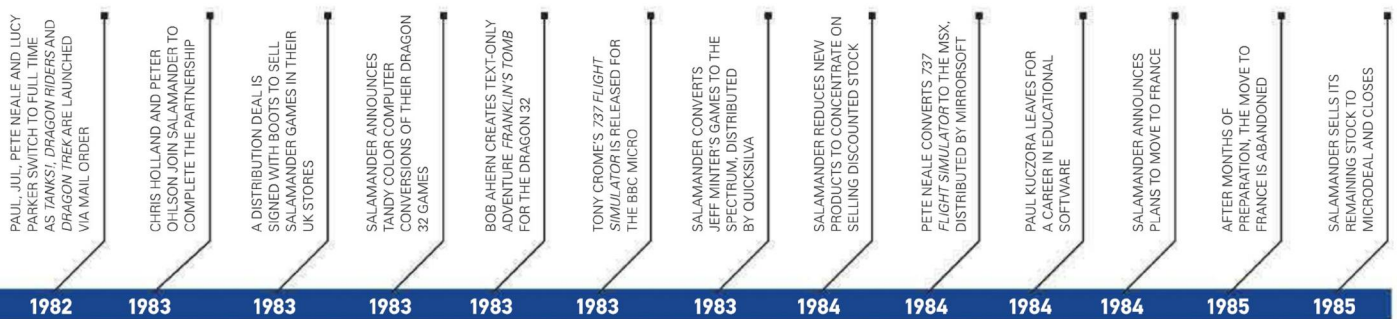 PAUL, JUL, PETE NEALE AND LUCY
PARKER SWITCH TO FULL TIME
AS TANKS!, DRAGON RIDERS AND
DRAGON TREK ARE LAUNCHED
VIA MAIL ORDER
1982
CHRIS HOLLAND AND PETER
OHLSON JOIN SALAMANDER TO
COMPLETE THE PARTNERSHIP
1983
A DISTRIBUTION DEAL IS
SIGNED WITH BOOTS TO SELL
SALAMANDER GAMES IN THEIR
UK STORES
1983
SALAMANDER ANNOUNCES
TANDY COLOR COMPUTER
CONVERSIONS OF THEIR DRAGON
32 GAMES
1983
BOB AHERN CREATES TEXT-ONLY
ADVENTURE FRANKLIN'S TOMB
FOR THE DRAGON 32
1983
TONY CROME'S 737 FLIGHT
SIMULATOR IS RELEASED FOR
THE BBC MICRO
1983
SALAMANDER CONVERTS
JEFF MINTER'S GAMES TO THE
SPECTRUM, DISTRIBUTED
BY QUICKSILVA
1983
SALAMANDER REDUCES NEW
PRODUCTS TO CONCENTRATE ON
SELLING DISCOUNTED STOCK
1984
PETE NEALE CONVERTS 737
FLIGHT SIMULATOR TO THE MSX,
DISTRIBUTED BY MIRRORSOFT
1984
PAUL KUCZORA LEAVES FOR
A CAREER IN EDUCATIONAL
SOFTWARE
1984
SALAMANDER ANNOUNCES
PLANS TO MOVE TO FRANCE
1984
AFTER MONTHS OF
PREPARATION, THE MOVE TO
FRANCE IS ABANDONED
1985
SALAMANDER SELLS ITS
REMAINING STOCK TO
MICRODEAL AND CLOSES
1985